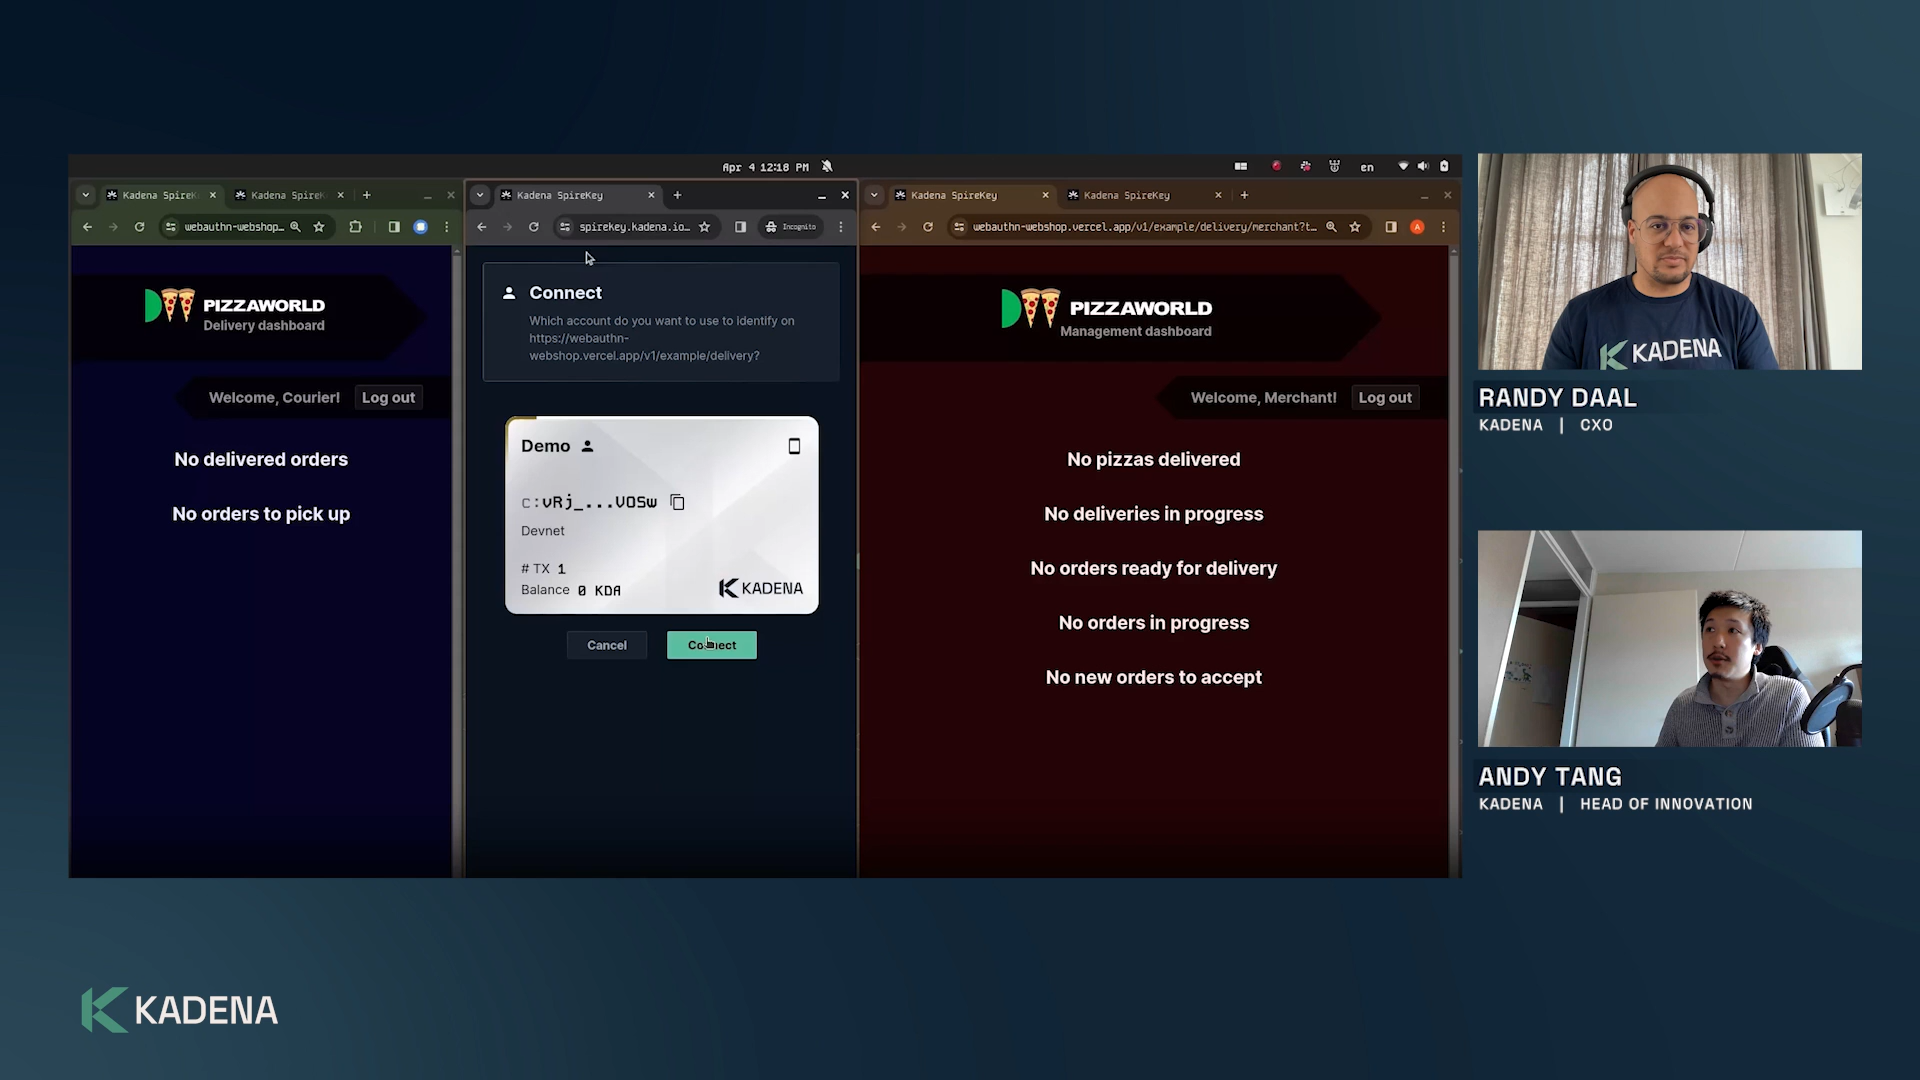 Apr 4 12:18 PM
en
Kadena SpireK
Kadena SpireK
webauthn-webshop...
PIZZAWORLD
Delivery dashboard
Welcome, Courier!
Log out
No delivered orders
No orders to pick up
Kadena SpireKey
spirekey.kadena.io...
Incognito
Connect
Which account do you want to use to identify on
https://webauthn-
webshop.vercel.app/v1/example/delivery?
Demo
c:vRj_...VOSw
Devnet
# TX 1
Balance 0 KDA
KADENA
Cancel
Connect
Kadena SpireKey
Kadena SpireKey
webauthn-webshop.vercel.app/v1/example/delivery/merchant?t...
A
PIZZAWORLD
Management dashboard
Welcome, Merchant!
Log out
No pizzas delivered
No deliveries in progress
No orders ready for delivery
No orders in progress
No new orders to accept
KADENA
RANDY DAAL
KADENA | CXO
ANDY TANG
KADENA | HEAD OF INNOVATION
KADENA